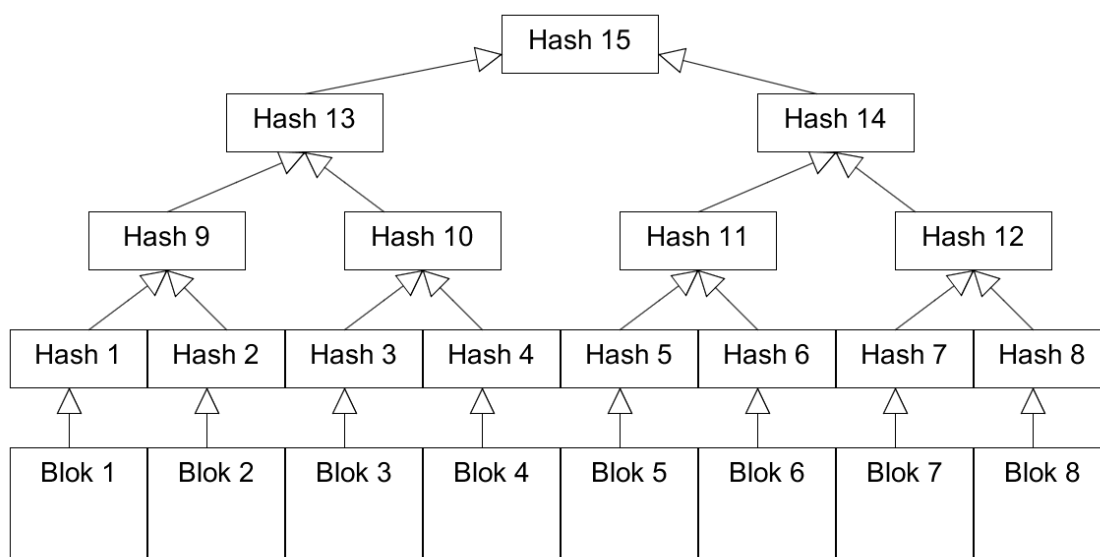 Hash 15
Hash 13
Hash 14
Hash 9
Hash 10
Hash 11
Hash 12
Hash 1
Hash 2
Hash 3
Hash 4
Hash 5
Hash 6
Hash 7
Hash 8
Blok 1
Blok 2
Blok 3
Blok 4
Blok 5
Blok 6
Blok 7
Blok 8